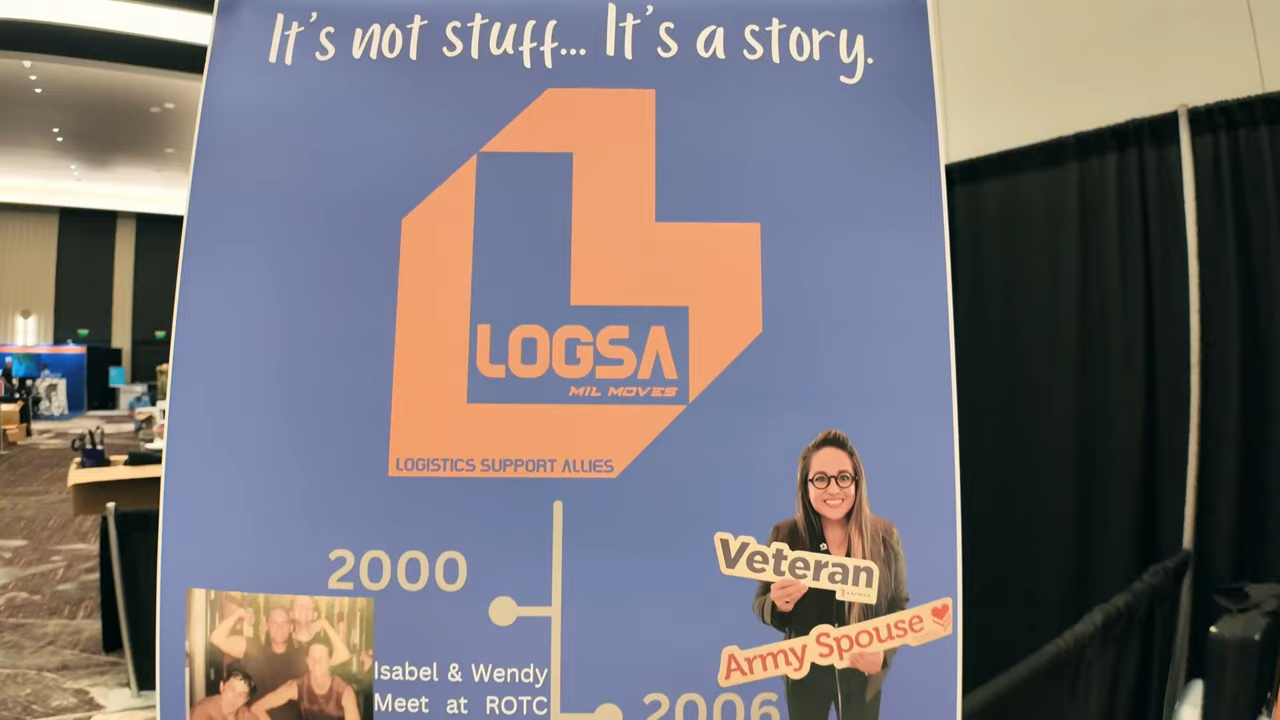 It's not stuff... It's a story.
LOGSA
MIL MOVES
LOGISTICS SUPPORT ALLIES
2000
Veteran
Army Spouse
Isabel & Wendy
Meet at ROTC
2006